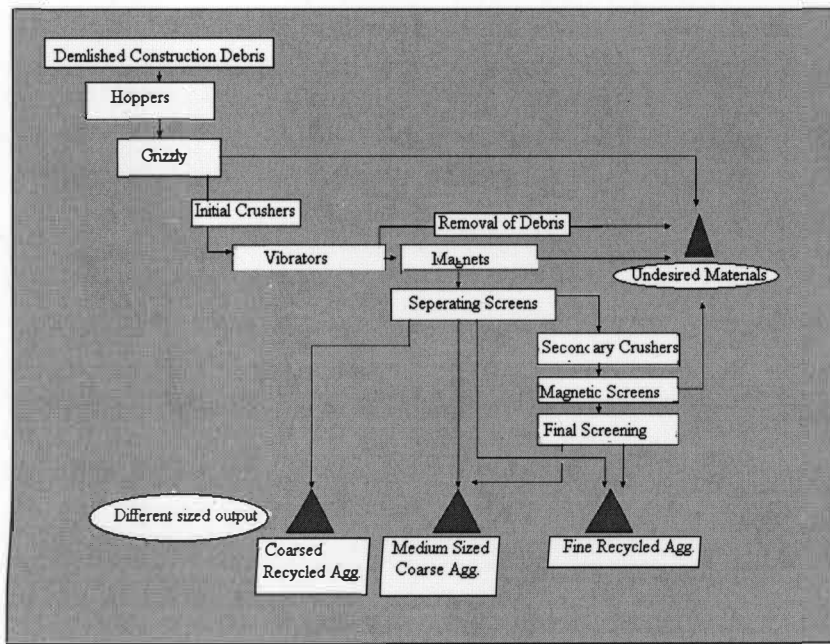 Demlished Construction Debris
Hoppers
Grizzly
Initial Crushers
Removal of Debris
Vibrators
Magnets
Undesired Materials
Seperating Screens
Secondary Crushers
Magnetic Screens
Final Screening
Different sized output
Coarsed
Recycled Agg.
Medium Sized
Coarse Agg.
Fine Recycled Agg.